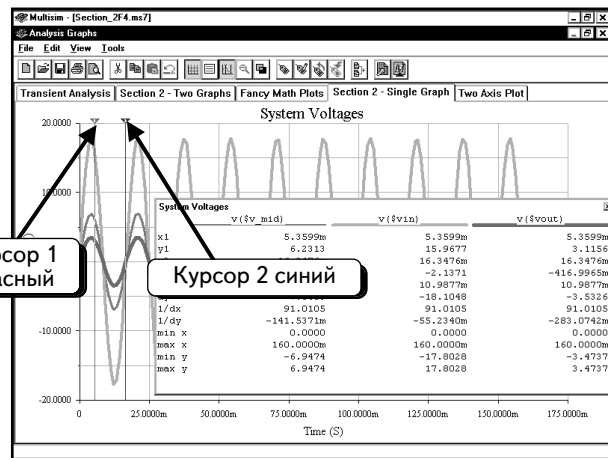 Multisim - [Section_2F4.ms7]
Analysis Graphs
File Edit View Tools
Transient Analysis Section 2 - Two Graphs Fancy Math Plots Section 2 - Single Graph Two Axis Plot
System Voltages
20.0000
-10.0000
-20.0000
0 25.0000m 50.0000m 75.0000m 100.0000m 125.0000m 150.0000m 175.0000m
Time (S)
System Voltages
v($v_mid) v($vin) v($vout)
x1 5.3599m 5.3599m 5.3599m
y1 6.2313 15.9677 3.1156
16.3476m 16.3476m
-2.1371 -416.9965m
10.9877m 10.9877m
-18.1048 -3.5326
1/dx 91.0105 91.0105 91.0105
1/dy -141.5371m -55.2340m -283.0742m
min x 0.0000 0.0000 0.0000
max x 160.0000m 160.0000m 160.0000m
min y -6.9474 -17.8028 -3.4737
max y 6.9474 17.8028 3.4737
сор 1
асный
Курсор 2 синий